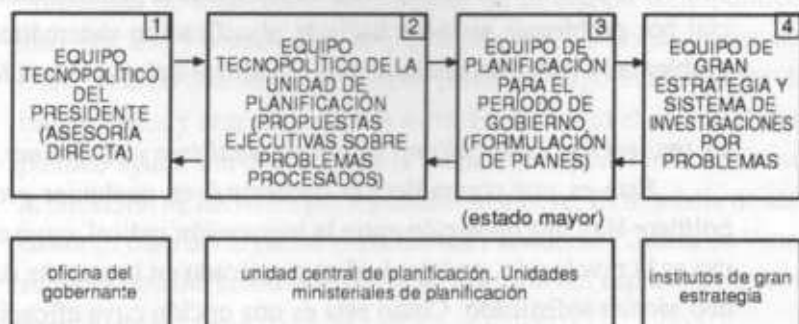 1
EQUIPO
TECNOPOLÍTICO
DEL
PRESIDENTE
(ASESORÍA
DIRECTA)
2
EQUIPO
TECNOPOLÍTICO DE LA
UNIDAD DE
PLANIFICACIÓN
(PROPUESTAS
EJECUTIVAS SOBRE
PROBLEMAS
PROCESADOS)
3
EQUIPO DE
PLANIFICACIÓN
PARA EL
PERÍODO DE
GOBIERNO
(FORMULACIÓN
DE PLANES)
4
EQUIPO DE
GRAN
ESTRATEGIA Y
SISTEMA DE
INVESTIGACIONES
POR
PROBLEMAS
(estado mayor)
oficina del
gobernante
unidad central de planificación. Unidades
ministeriales de planificación
institutos de gran
estrategia